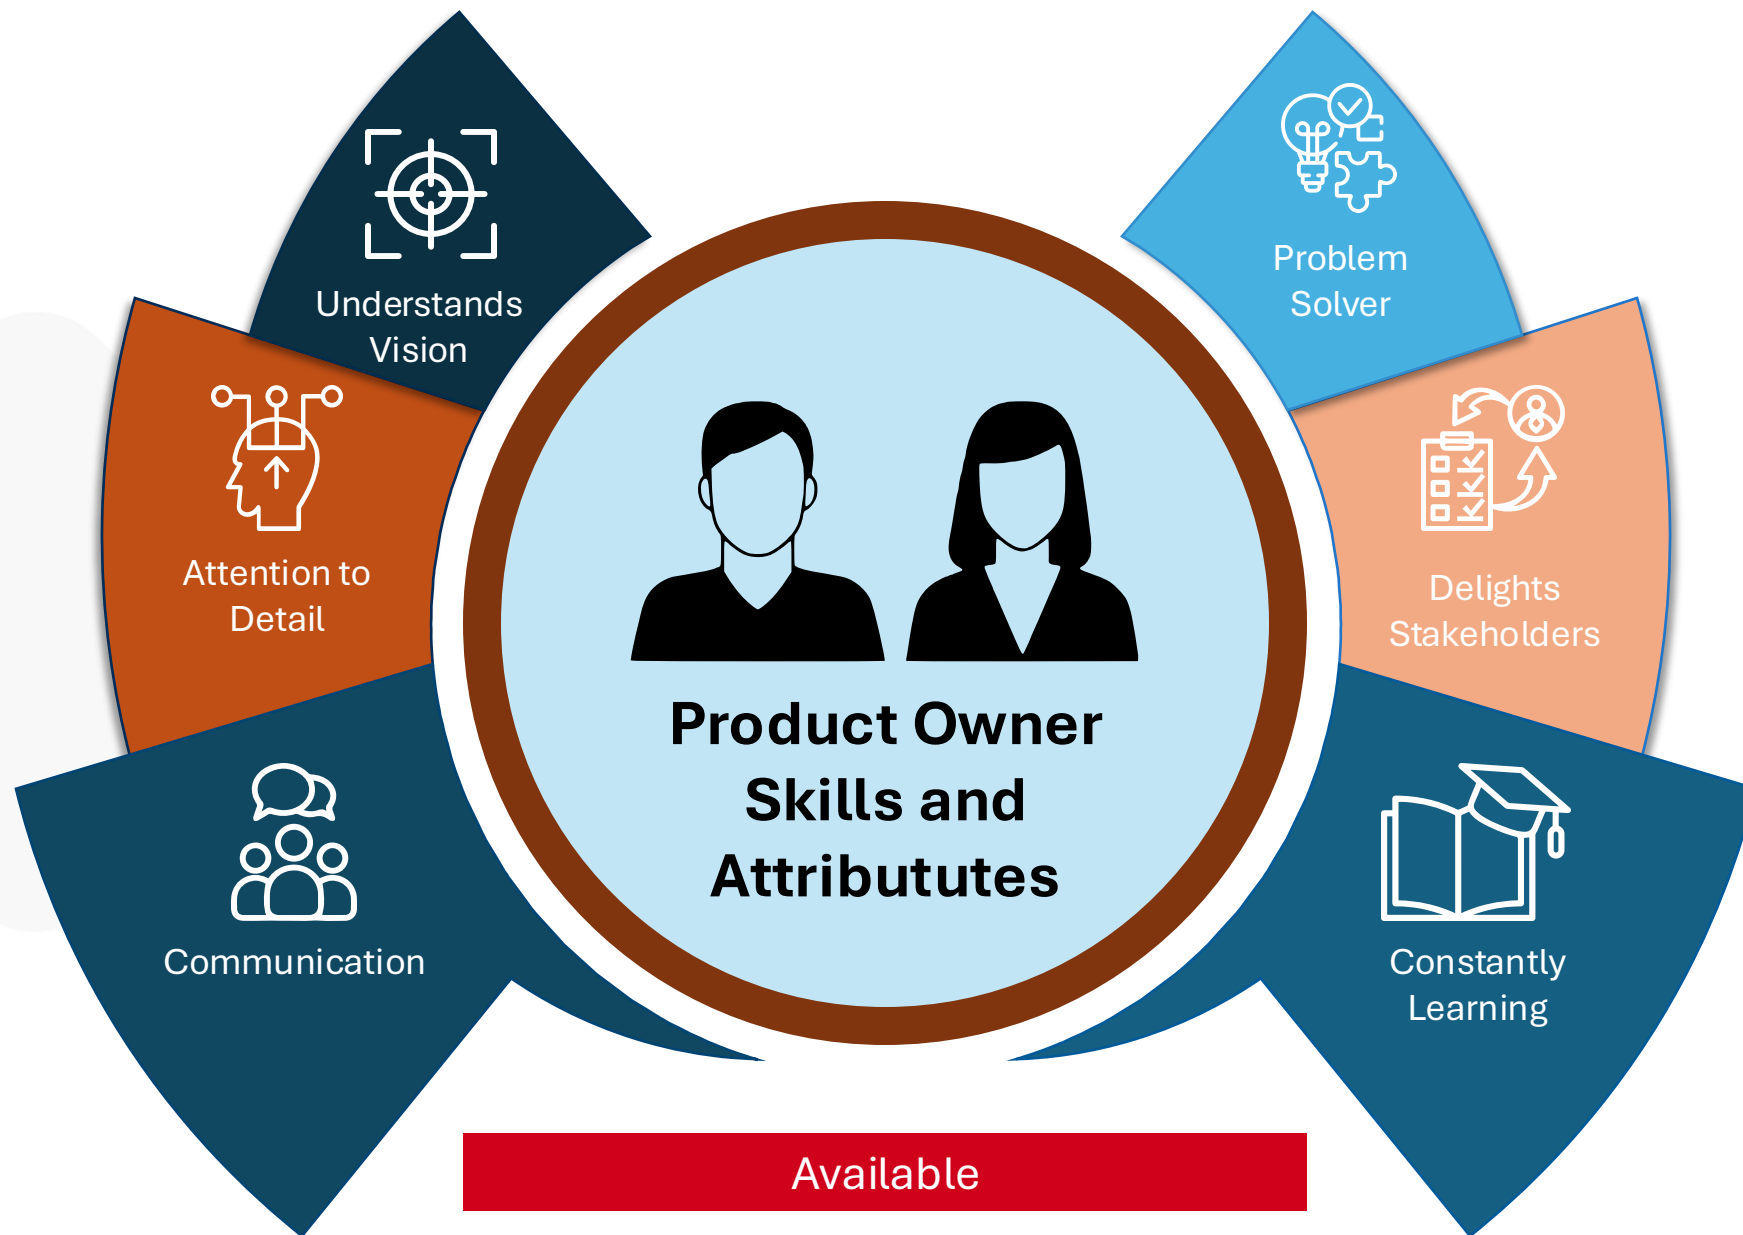 Understands
Vision
Attention to
Detail
Communication
Product Owner
Skills and
Attribututes
Problem
Solver
Delights
Stakeholders
Constantly
Learning
Available